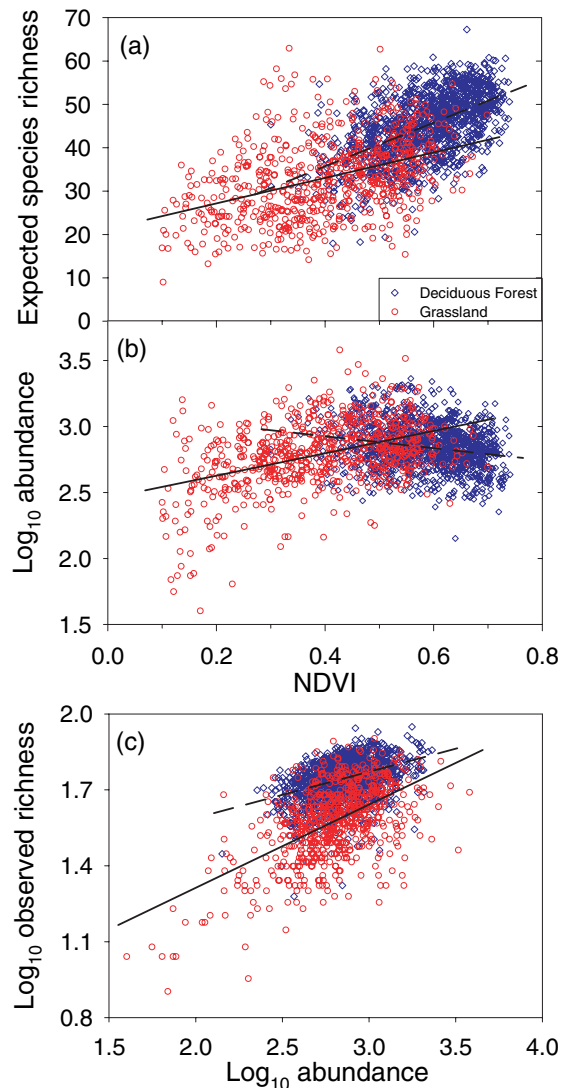 (a)
Expected species richness
70
60
50
40
30
20
10
0
Deciduous Forest
Grassland
(b)
Log10 abundance
3.5
3.0
2.5
2.0
1.5
0.0 0.2 0.4 0.6 0.8
NDVI
(c)
Log10 observed richness
2.0
1.7
1.4
1.1
0.8
1.5 2.0 2.5 3.0 3.5 4.0
Log10 abundance